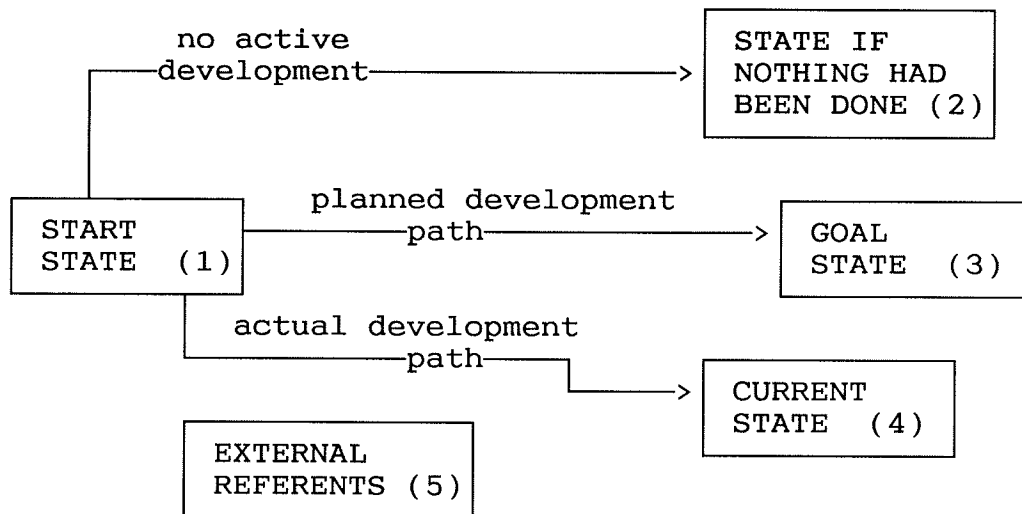 no active
development
STATE IF
NOTHING HAD
BEEN DONE (2)
planned development
path
START
STATE (1)
GOAL
STATE (3)
actual development
path
CURRENT
STATE (4)
EXTERNAL
REFERENTS (5)